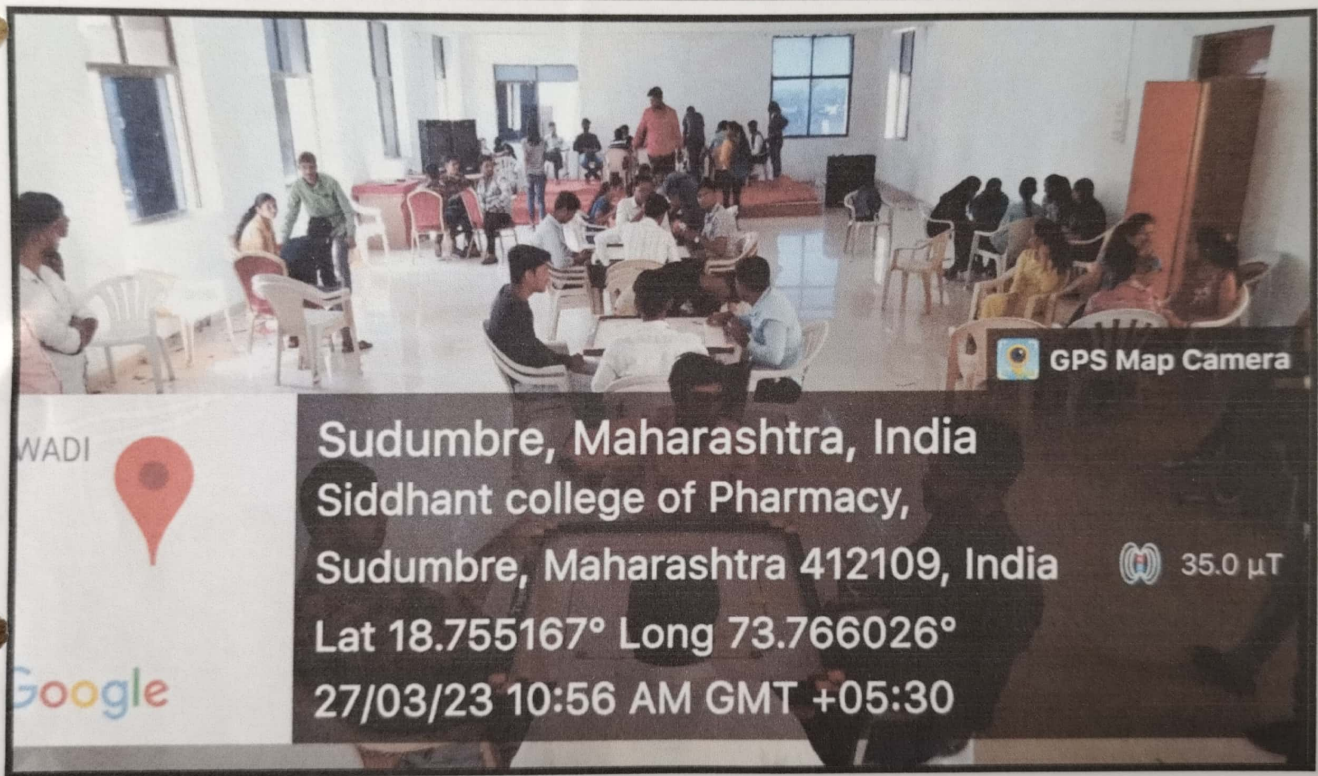 GPS Map Camera
WADI
Sudumbre, Maharashtra, India
Siddhant college of Pharmacy,
Sudumbre, Maharashtra 412109, India
35.0 µT
Lat 18.755167° Long 73.766026°
Google
27/03/23 10:56 AM GMT +05:30